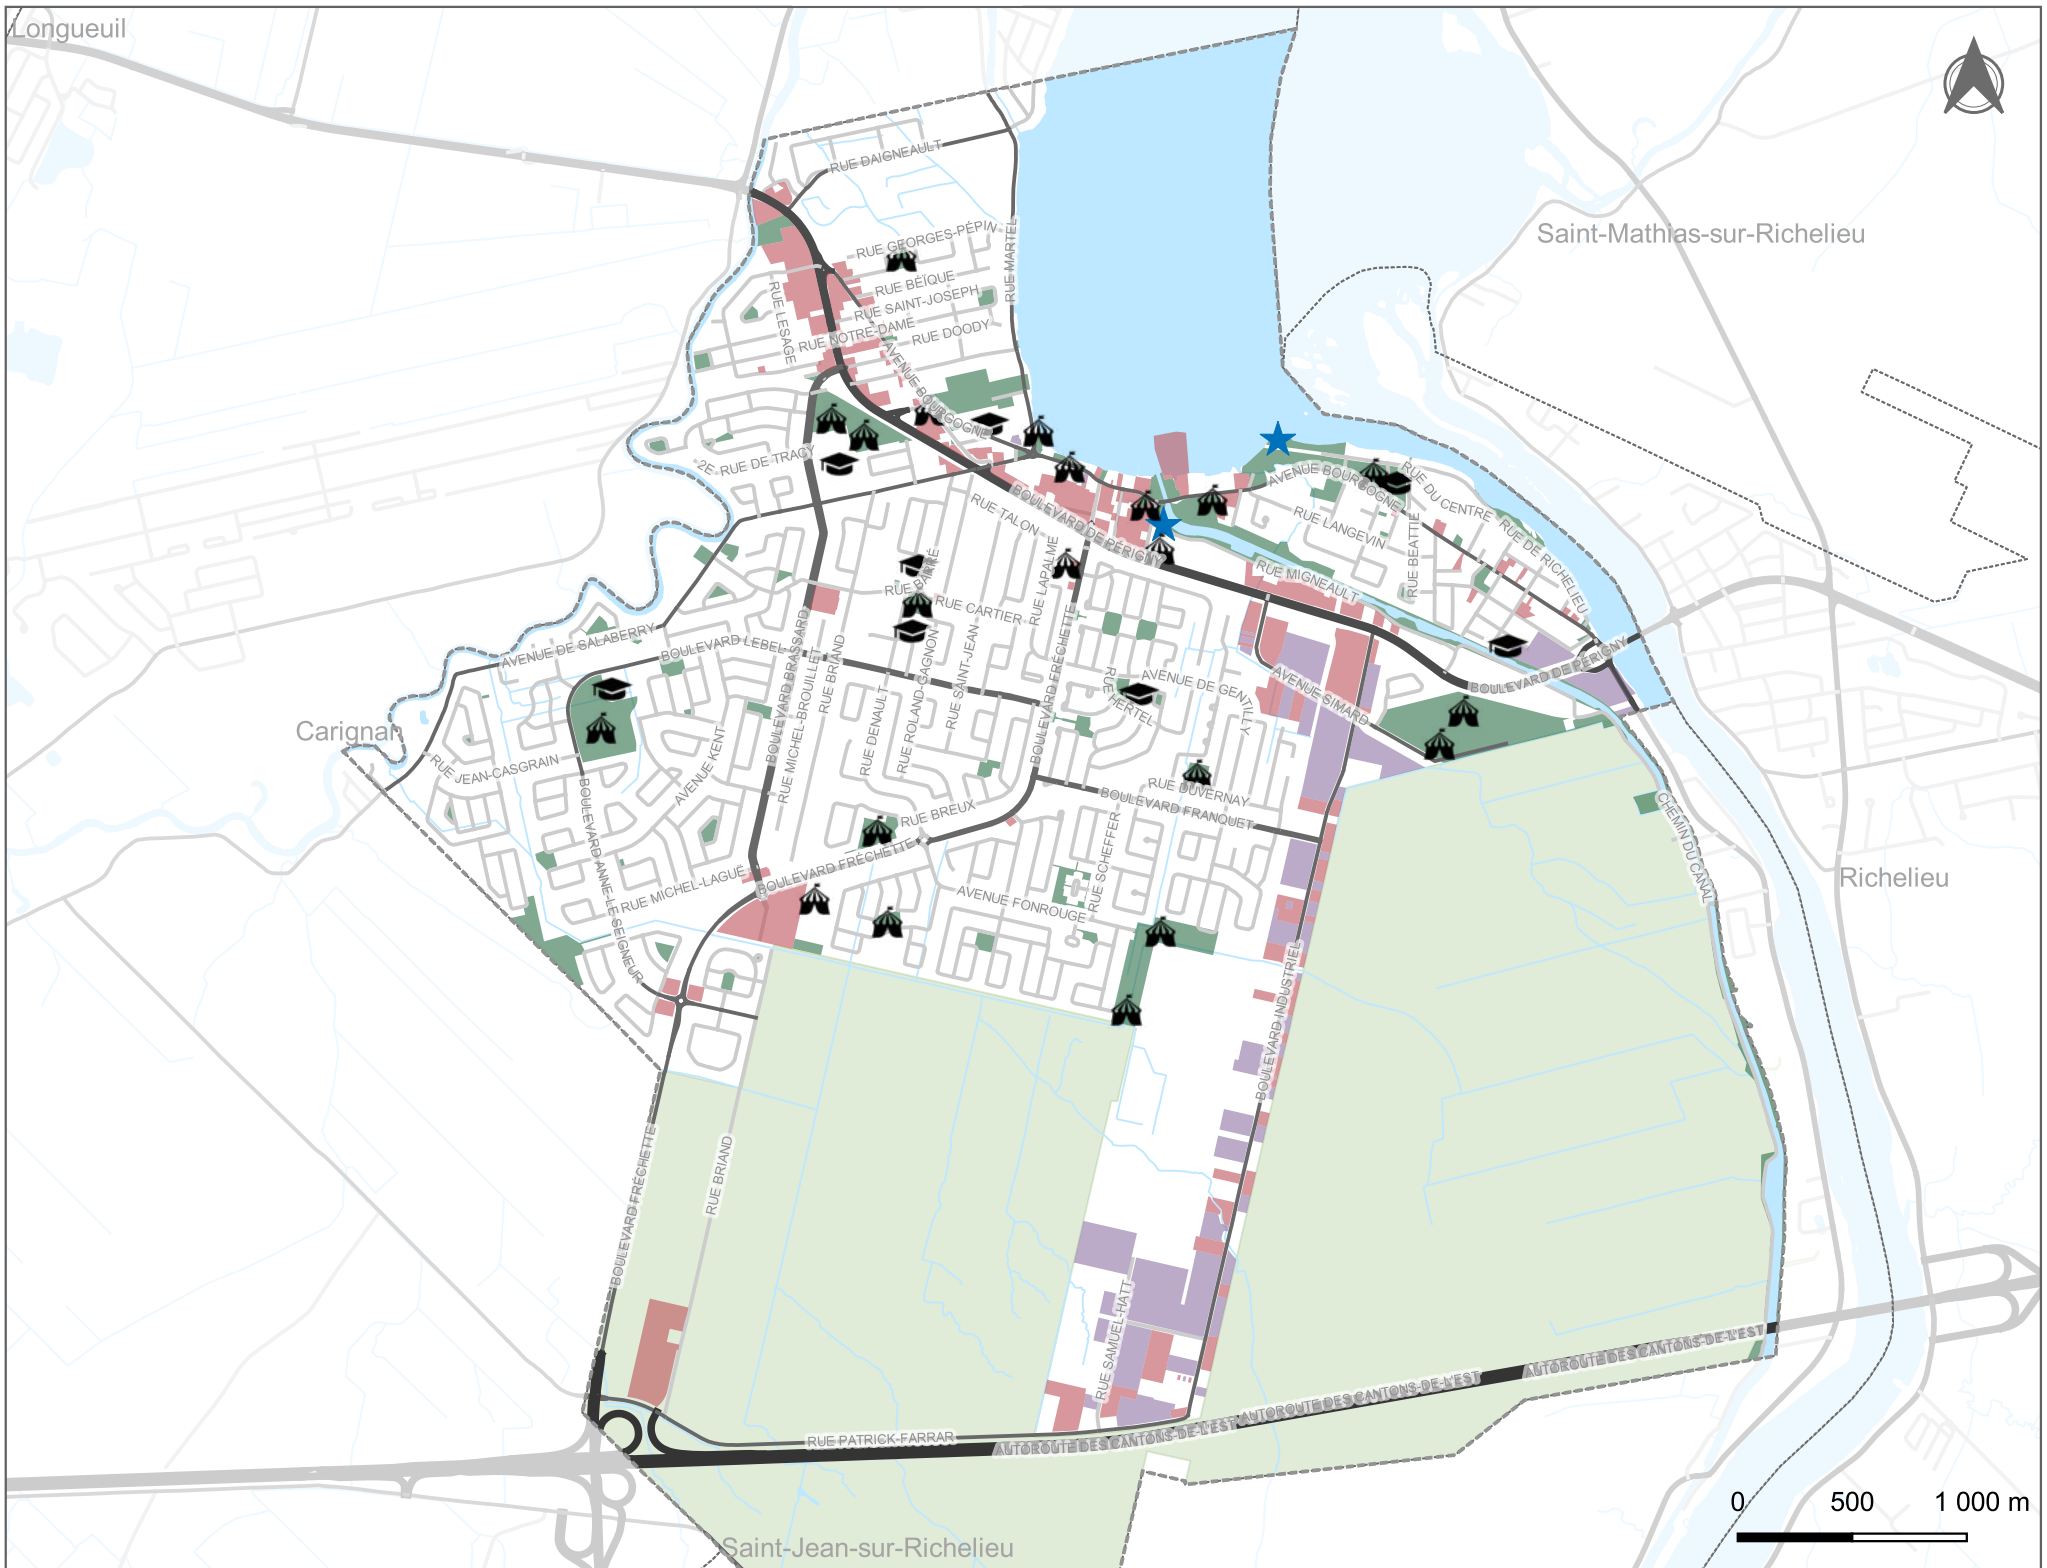 Longueuil
RUE DAIGNEAULT
Saint-Mathias-sur-Richelieu
RUE GEORGES-PÉPIN
RUE MARTEL
RUE BÉÏQUE
RUE SAINT-JOSEPH
RUE LESAGE
RUE NOTRE-DAME
RUE DOODY
AVENUE BOURGOGNE
2E RUE DE TRACY
AVENUE BOURGOGNE
RUE DU CENTRE
RUE TALON
BOULEVARD DE PÉRIGNY
RUE LANGEVIN
RUE BEATTIE
RUE DE RICHELIEU
RUE BARRÉ
RUE LAPALME
RUE MIGNEAULT
RUE CARTIER
AVENUE DE SALABERRY
BOULEVARD LEBEL
BOULEVARD BRASSARD
RUE MICHEL-BROUILLET
RUE BRIAND
RUE DENAULT
RUE ROLAND-GAGNON
RUE SAINT-JEAN
BOULEVARD FRÉCHETTE
RUE HERTEL
AVENUE DE GENTILLY
AVENUE SIMARD
BOULEVARD DE PÉRIGNY
Carignan
RUE JEAN-CASGRAIN
AVENUE KENT
BOULEVARD ANNE-LE-SEIGNEUR
RUE BREUX
RUE DUVERNAY
BOULEVARD FRANQUET
CHEMIN DU CANAL
RUE SCHEFFER
BOULEVARD FRÉCHETTE
RUE MICHEL-LAGUÉ
AVENUE FONROUGE
Richelieu
BOULEVARD INDUSTRIEL
BOULEVARD FRÉCHETTE
RUE BRIAND
RUE SAMUEL-HATT
AUTOROUTE DES CANTONS-DE-L'EST
AUTOROUTE DES CANTONS-DE-L'EST
AUTOROUTE DES CANTONS-DE-L'EST
RUE PATRICK-FARRAR
0 500 1 000 m
Saint-Jean-sur-Richelieu